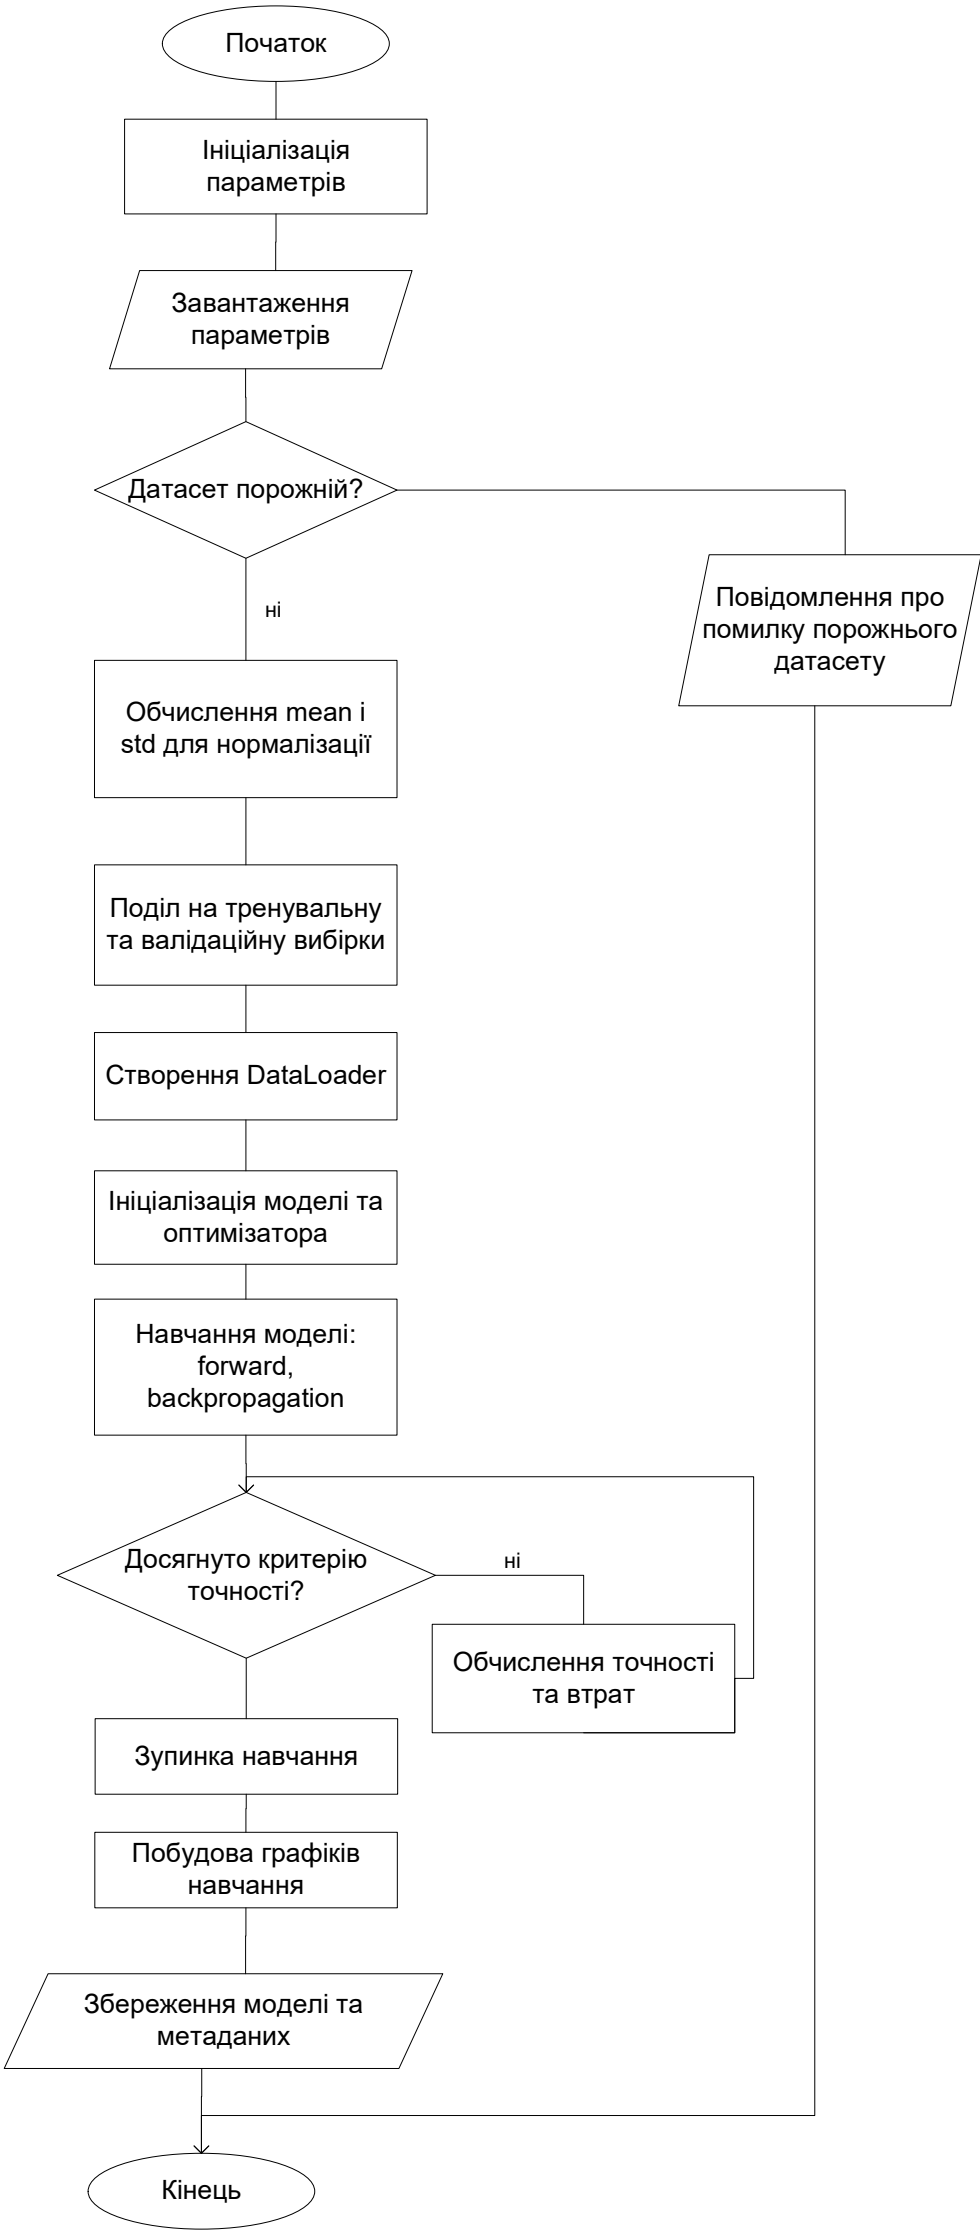 Початок
Ініціалізація
параметрів
Завантаження
параметрів
Датасет порожній?
ні
Повідомлення про
помилку порожнього
датасету
Обчислення mean і
std для нормалізації
Поділ на тренувальну
та валідаційну вибірки
Створення DataLoader
Ініціалізація моделі та
оптимізатора
Навчання моделі:
forward,
backpropagation
Досягнуто критерію
точності?
ні
Обчислення точності
та втрат
Зупинка навчання
Побудова графіків
навчання
Збереження моделі та
метаданих
Кінець